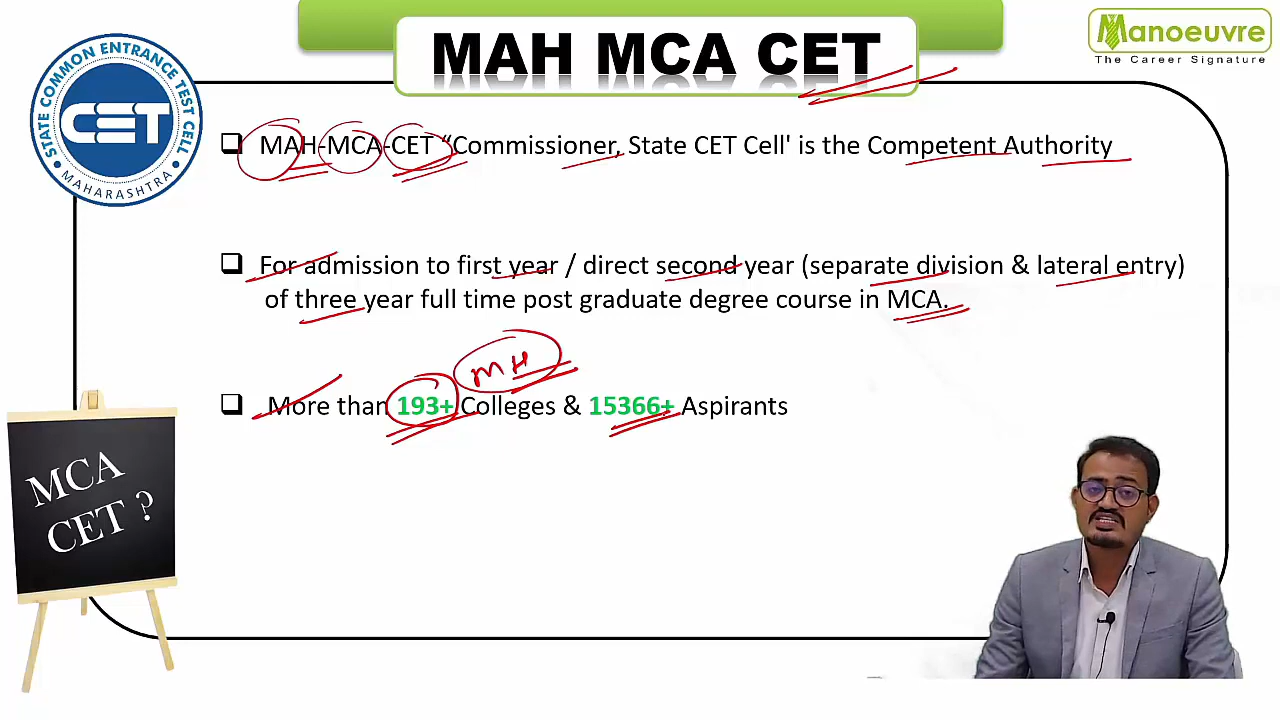 MAH MCA CET
Manoeuvre
The Career Signature
STATE COMMON ENTRANCE TEST CELL
CET
MAHARASHTRA
MAH-MCA-CET “Commissioner, State CET Cell' is the Competent Authority
For admission to first year / direct second year (separate division & lateral entry)
of three year full time post graduate degree course in MCA.
MH
More than 193+ Colleges & 15366+ Aspirants
MCA
CET ?